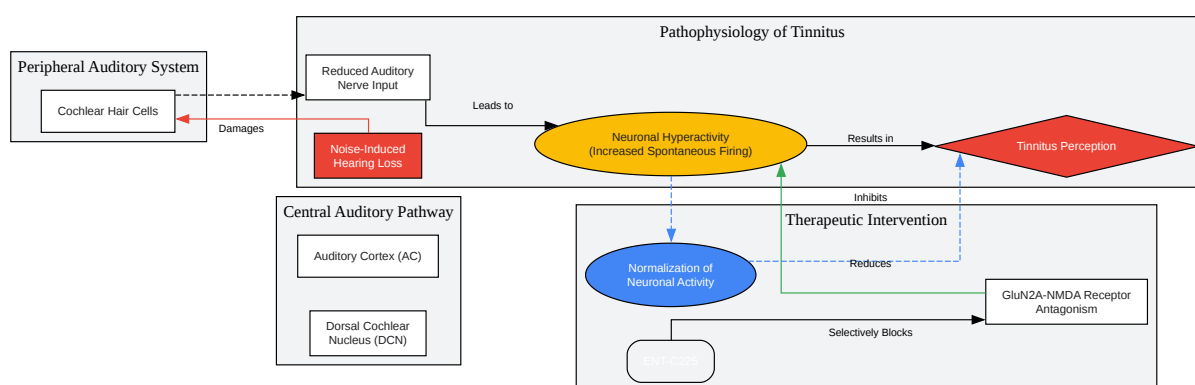 Pathophysiology of Tinnitus
Peripheral Auditory System
Cochlear Hair Cells
Reduced Auditory
Nerve Input
Leads to
Damages
Noise-Induced
Hearing Loss
Neuronal Hyperactivity
(Increased Spontaneous Firing)
Results in
Tinnitus Perception
Inhibits
Central Auditory Pathway
Auditory Cortex (AC)
Dorsal Cochlear
Nucleus (DCN)
Therapeutic Intervention
Normalization of
Neuronal Activity
Reduces
GluN2A-NMDA Receptor
Antagonism
Selectively Blocks
ENT-C225